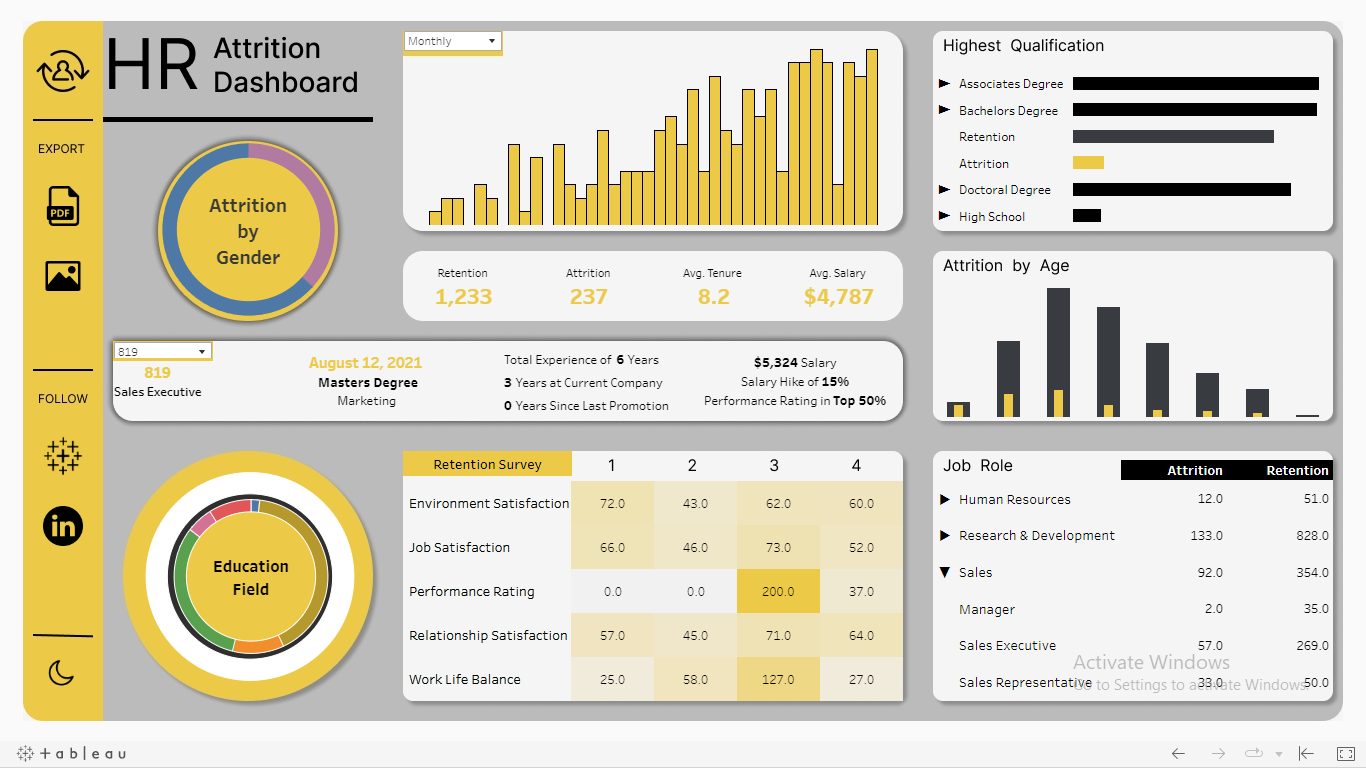 HR Attrition
Dashboard
EXPORT
PDF
FOLLOW
in
Attrition
by
Gender
Monthly
Retention Attrition Avg. Tenure Avg. Salary
1,233 237 8.2 $4,787
Highest Qualification
Associates Degree
Bachelors Degree
Retention
Attrition
Doctoral Degree
High School
Attrition by Age
819
819
Sales Executive
August 12, 2021
Masters Degree
Marketing
Total Experience of 6 Years
3 Years at Current Company
0 Years Since Last Promotion
$5,324 Salary
Salary Hike of 15%
Performance Rating in Top 50%
Education
Field
Retention Survey 1 2 3 4
Environment Satisfaction 72.0 43.0 62.0 60.0
Job Satisfaction 66.0 46.0 73.0 52.0
Performance Rating 0.0 0.0 200.0 37.0
Relationship Satisfaction 57.0 45.0 71.0 64.0
Work Life Balance 25.0 58.0 127.0 27.0
Job Role Attrition Retention
Human Resources 12.0 51.0
Research & Development 133.0 828.0
Sales 92.0 354.0
Manager 2.0 35.0
Sales Executive 57.0 269.0
Sales Representative 33.0 50.0
Activate Windows
Go to Settings to activate Windows.
tableau